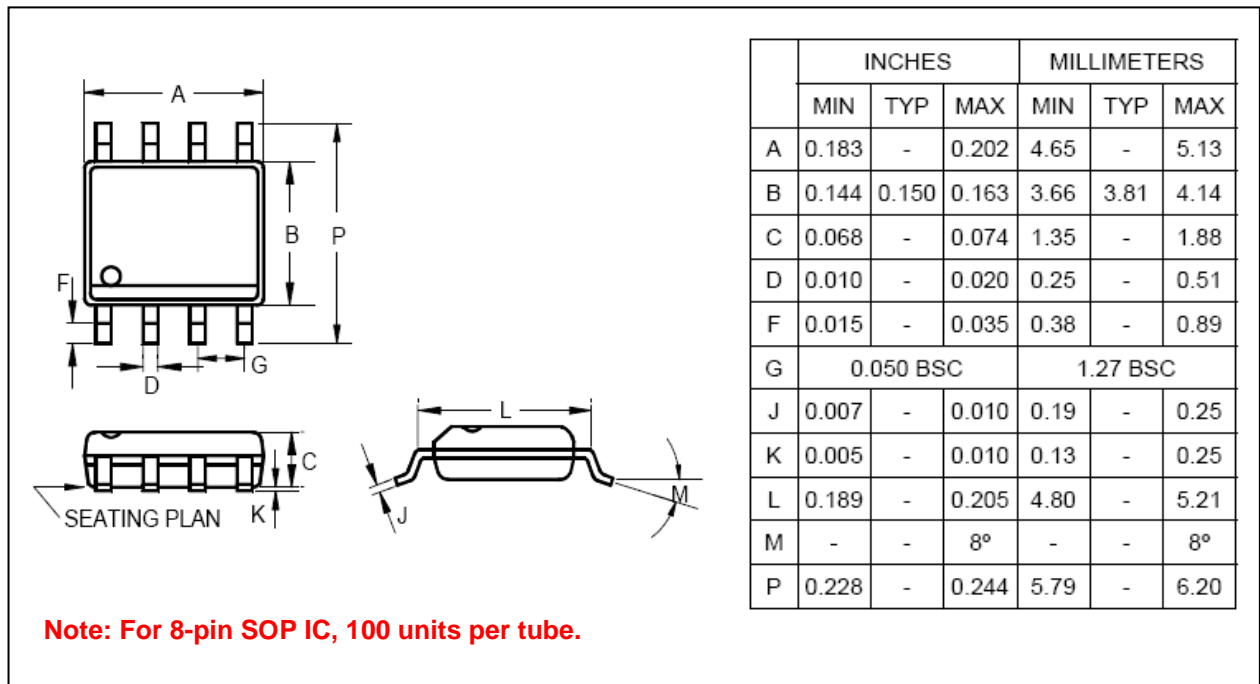 A
F
B
P
D
G
C
K
SEATING PLAN
L
J
M
INCHES MILLIMETERS
MIN TYP MAX MIN TYP MAX
A 0.183 - 0.202 4.65 - 5.13
B 0.144 0.150 0.163 3.66 3.81 4.14
C 0.068 - 0.074 1.35 - 1.88
D 0.010 - 0.020 0.25 - 0.51
F 0.015 - 0.035 0.38 - 0.89
G 0.050 BSC 1.27 BSC
J 0.007 - 0.010 0.19 - 0.25
K 0.005 - 0.010 0.13 - 0.25
L 0.189 - 0.205 4.80 - 5.21
M - - 8º - - 8º
P 0.228 - 0.244 5.79 - 6.20
Note: For 8-pin SOP IC, 100 units per tube.